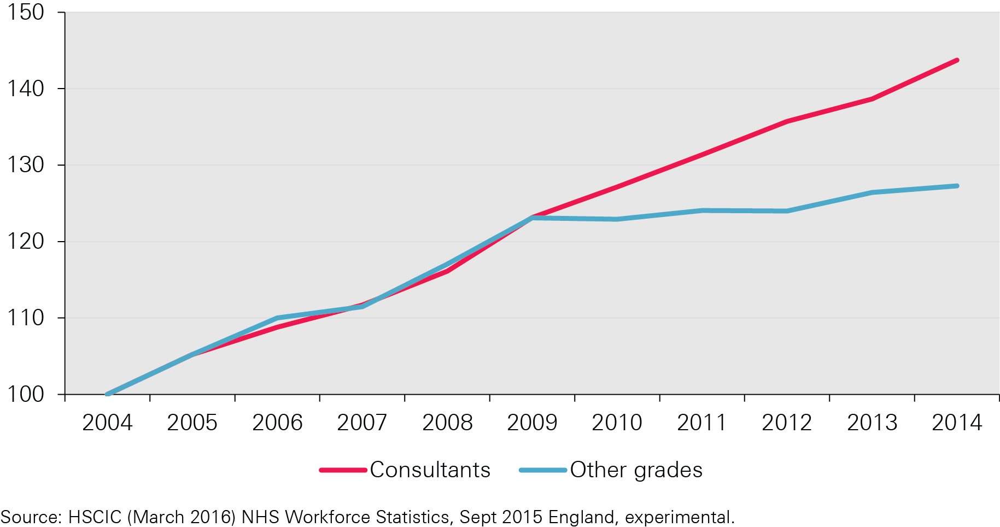 150
140
130
120
110
100
2004 2005 2006 2007 2008 2009 2010 2011 2012 2013 2014
Consultants Other grades
Source: HSCIC (March 2016) NHS Workforce Statistics, Sept 2015 England, experimental.